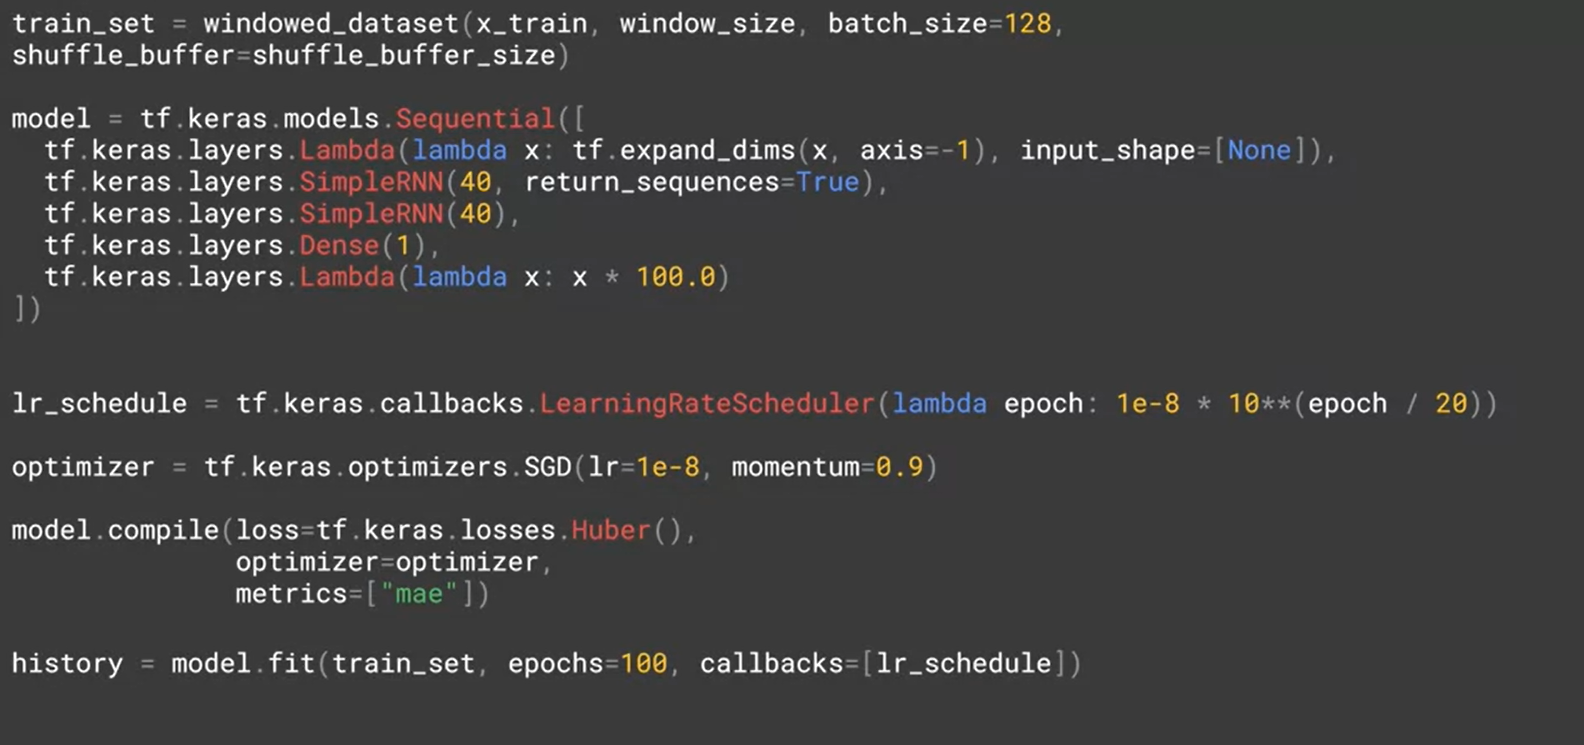 train_set = windowed_dataset(x_train, window_size, batch_size=128,
shuffle_buffer=shuffle_buffer_size)
model = tf.keras.models.Sequential([
  tf.keras.layers.Lambda(lambda x: tf.expand_dims(x, axis=-1), input_shape=[None]),
  tf.keras.layers.SimpleRNN(40, return_sequences=True),
  tf.keras.layers.SimpleRNN(40),
  tf.keras.layers.Dense(1),
  tf.keras.layers.Lambda(lambda x: x * 100.0)
])
lr_schedule = tf.keras.callbacks.LearningRateScheduler(lambda epoch: 1e-8 * 10**(epoch / 20))
optimizer = tf.keras.optimizers.SGD(lr=1e-8, momentum=0.9)
model.compile(loss=tf.keras.losses.Huber(),
              optimizer=optimizer,
              metrics=["mae"])
history = model.fit(train_set, epochs=100, callbacks=[lr_schedule])